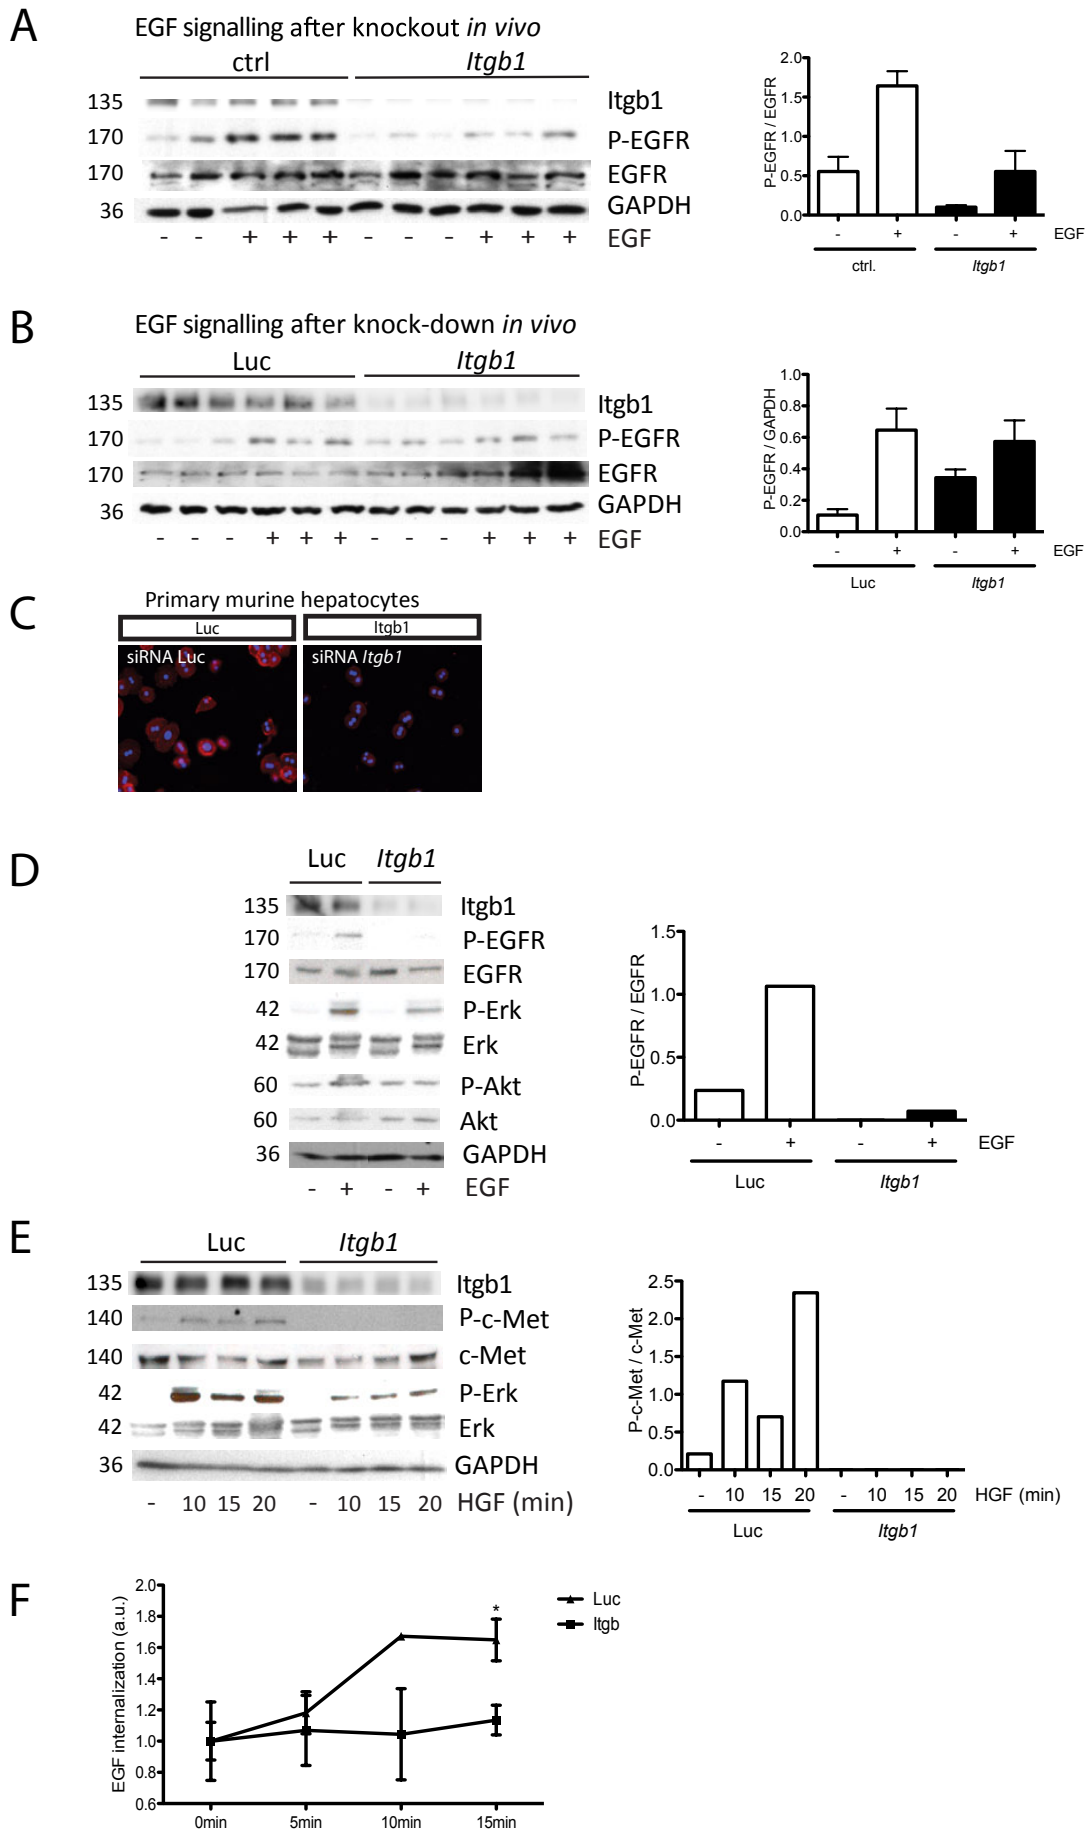 A
EGF signalling after knockout in vivo
ctrl Itgb1
135 Itgb1
170 P-EGFR
170 EGFR
36 GAPDH
- - + + + - - - + + + EGF
P-EGFR / EGFR
2.0
1.5
1.0
0.5
0.0
- + - + EGF
ctrl. Itgb1
B
EGF signalling after knock-down in vivo
Luc Itgb1
135 Itgb1
170 P-EGFR
170 EGFR
36 GAPDH
- - - + + + - - - + + + EGF
P-EGFR / GAPDH
1.0
0.8
0.6
0.4
0.2
0.0
- + - + EGF
Luc Itgb1
C
Primary murine hepatocytes
Luc Itgb1
siRNA Luc siRNA Itgb1
D
Luc Itgb1
135 Itgb1
170 P-EGFR
170 EGFR
42 P-Erk
42 Erk
60 P-Akt
60 Akt
36 GAPDH
- + - + EGF
P-EGFR / EGFR
1.5
1.0
0.5
0.0
- + - + EGF
Luc Itgb1
E
Luc Itgb1
135 Itgb1
140 P-c-Met
140 c-Met
42 P-Erk
42 Erk
36 GAPDH
- 10 15 20 - 10 15 20 HGF (min)
P-c-Met / c-Met
2.5
2.0
1.5
1.0
0.5
0.0
- 10 15 20 - 10 15 20 HGF (min)
Luc Itgb1
F
EGF internalization (a.u.)
2.0
1.8
1.6
1.4
1.2
1.0
0.8
0.6
0min 5min 10min 15min
*
Luc
Itgb